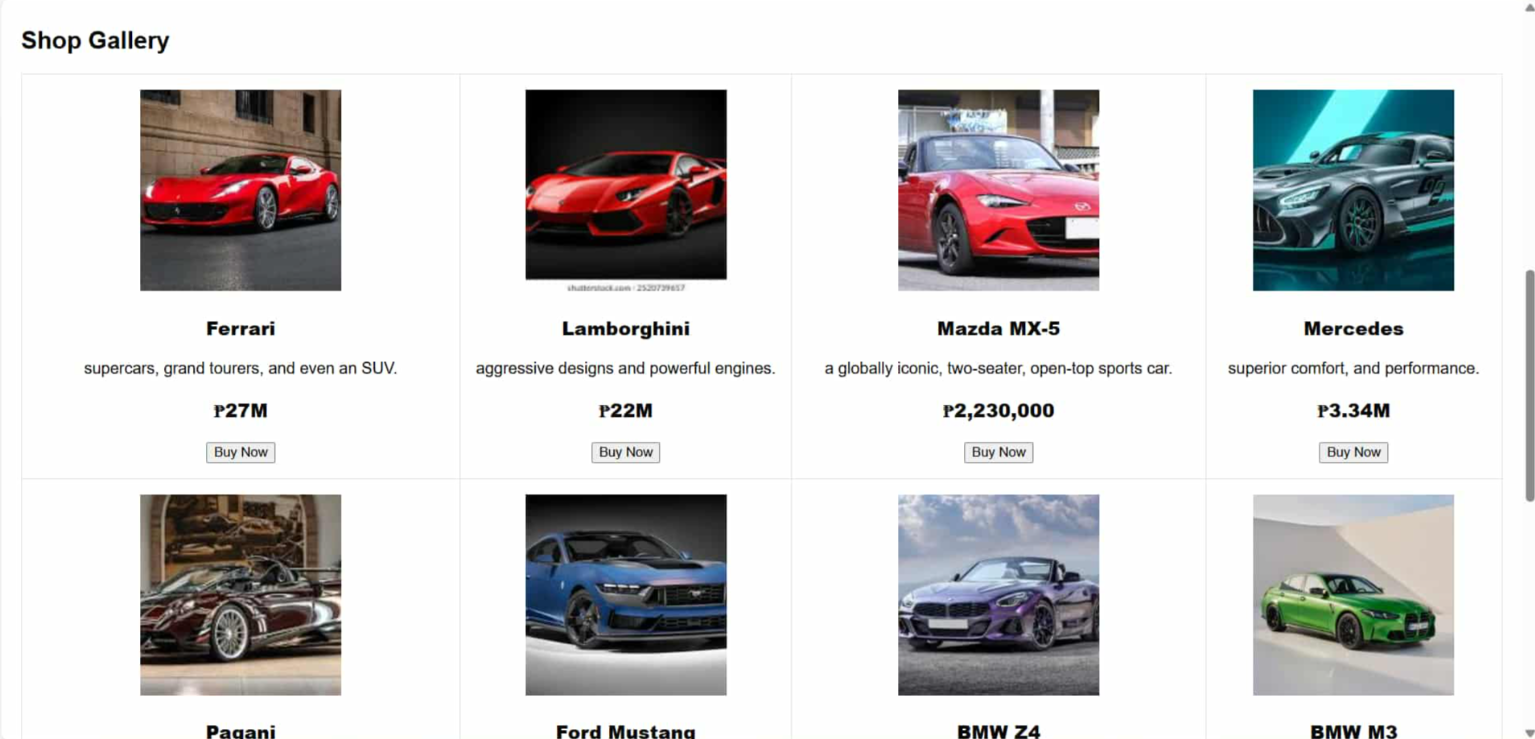 Shop Gallery
shutterstock.com · 2520739657
Ferrari
supercars, grand tourers, and even an SUV.
₱27M
Buy Now
Lamborghini
aggressive designs and powerful engines.
₱22M
Buy Now
Mazda MX-5
a globally iconic, two-seater, open-top sports car.
₱2,230,000
Buy Now
Mercedes
superior comfort, and performance.
₱3.34M
Buy Now
Pagani
Ford Mustang
BMW Z4
BMW M3